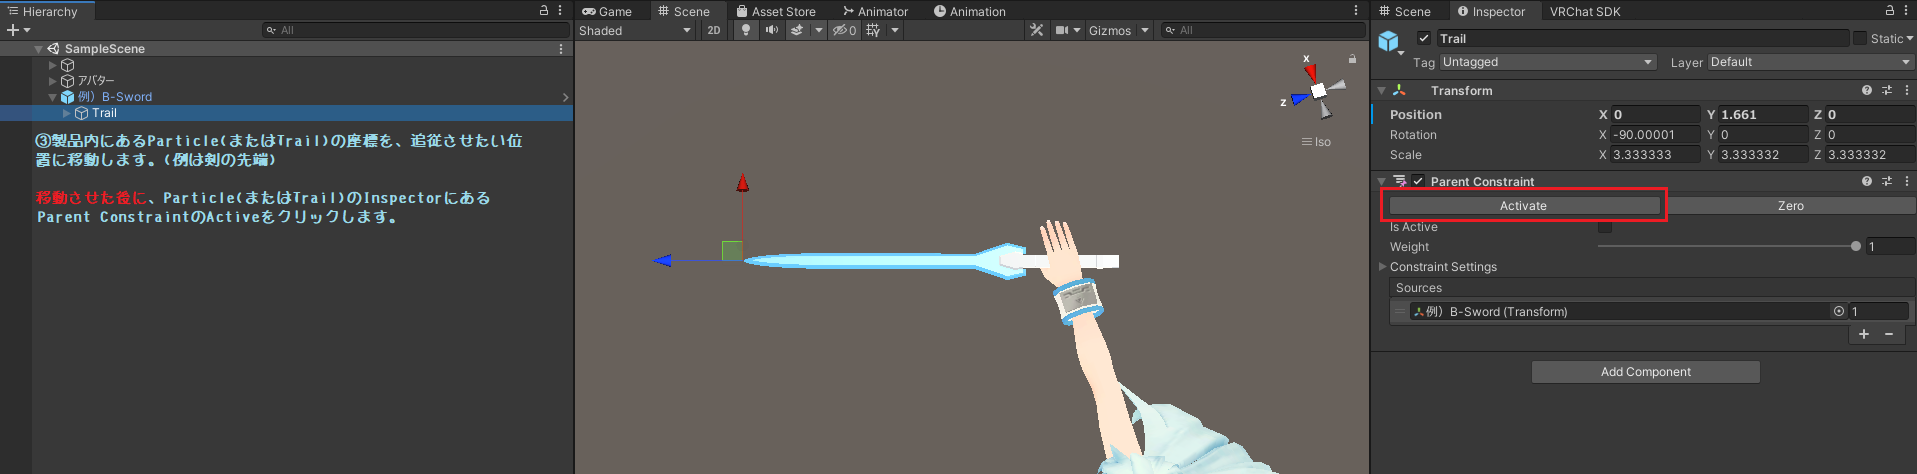 Hierarchy
All
SampleScene
アバター
例）B-Sword
Trail
③製品内にあるParticle(またはTrail)の座標を、追従させたい位
置に移動します。(例は剣の先端)
移動させた後に、Particle(またはTrail)のInspectorにある
Parent ConstraintのActiveをクリックします。
Game
Scene
Asset Store
Animator
Animation
Shaded
2D
0
Gizmos
All
x
z
Iso
Scene
Inspector
VRChat SDK
Trail
Static
Tag Untagged Layer Default
Transform
Position X 0 Y 1.661 Z 0
Rotation X -90.00001 Y 0 Z 0
Scale X 3.333333 Y 3.333332 Z 3.333332
Parent Constraint
Activate Zero
Is Active
Weight 1
Constraint Settings
Sources
例）B-Sword (Transform) 1
Add Component